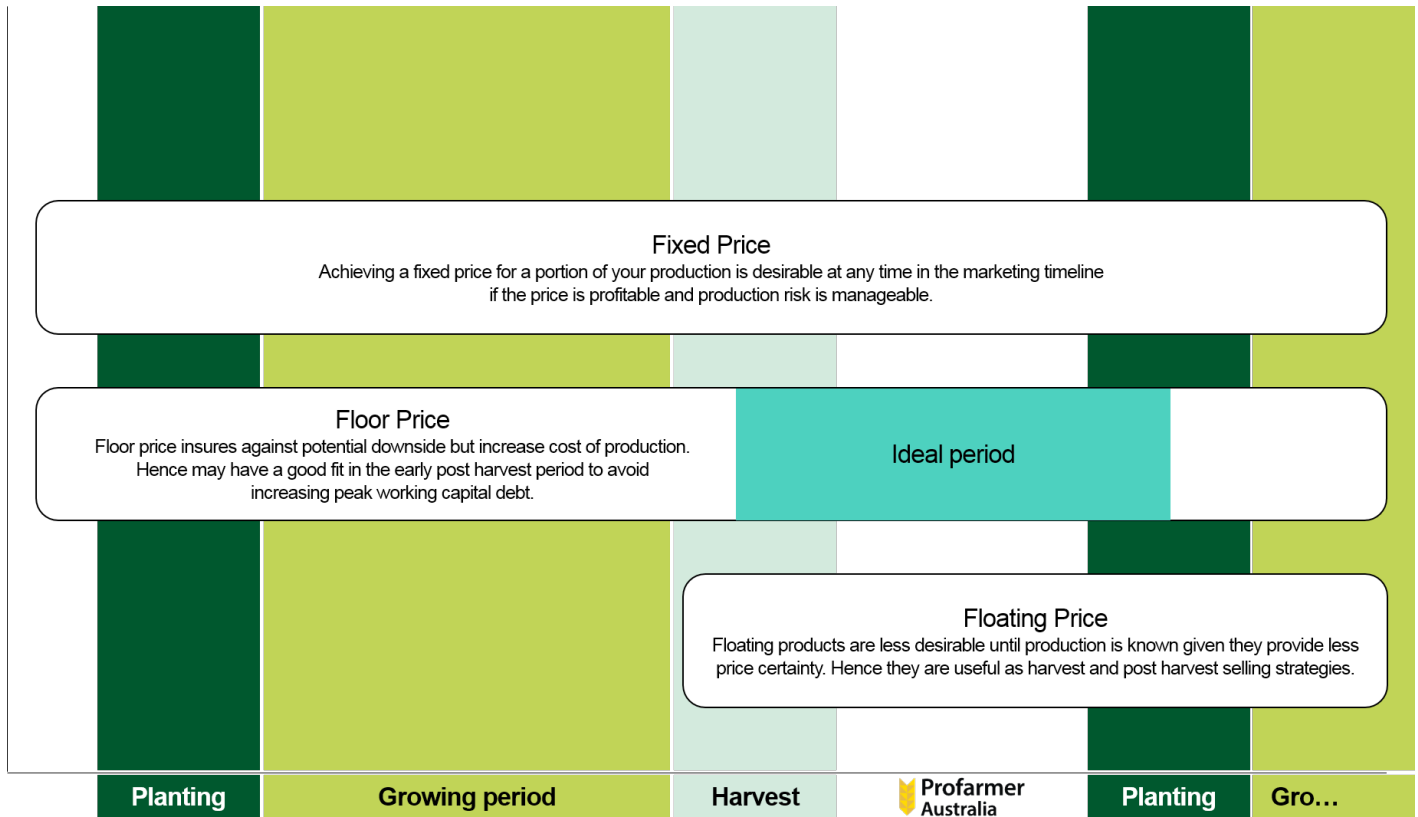 Fixed Price
Achieving a fixed price for a portion of your production is desirable at any time in the marketing timeline
if the price is profitable and production risk is manageable.
Floor Price
Floor price insures against potential downside but increase cost of production.
Hence may have a good fit in the early post harvest period to avoid
increasing peak working capital debt.
Ideal period
Floating Price
Floating products are less desirable until production is known given they provide less
price certainty. Hence they are useful as harvest and post harvest selling strategies.
Planting
Growing period
Harvest
Profarmer
Australia
Planting
Gro…